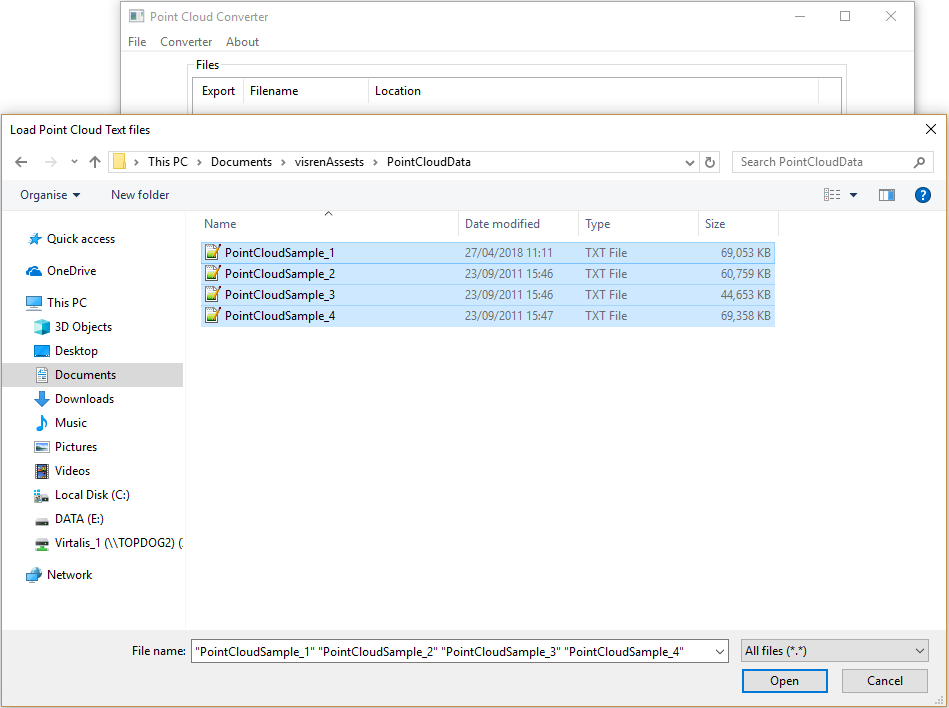 Point Cloud Converter
File Converter About
Files
Export Filename Location
Load Point Cloud Text files
This PC > Documents > visrenAssests > PointCloudData
Search PointCloudData
Organise New folder
Name Date modified Type Size
PointCloudSample_1 27/04/2018 11:11 TXT File 69,053 KB
PointCloudSample_2 23/09/2011 15:46 TXT File 60,759 KB
PointCloudSample_3 23/09/2011 15:46 TXT File 44,653 KB
PointCloudSample_4 23/09/2011 15:47 TXT File 69,358 KB
Quick access
OneDrive
This PC
3D Objects
Desktop
Documents
Downloads
Music
Pictures
Videos
Local Disk (C:)
DATA (E:)
Virtalis_1 (\\TOPDOG2) (
Network
File name: "PointCloudSample_1" "PointCloudSample_2" "PointCloudSample_3" "PointCloudSample_4"
All files (*.*)
Open Cancel